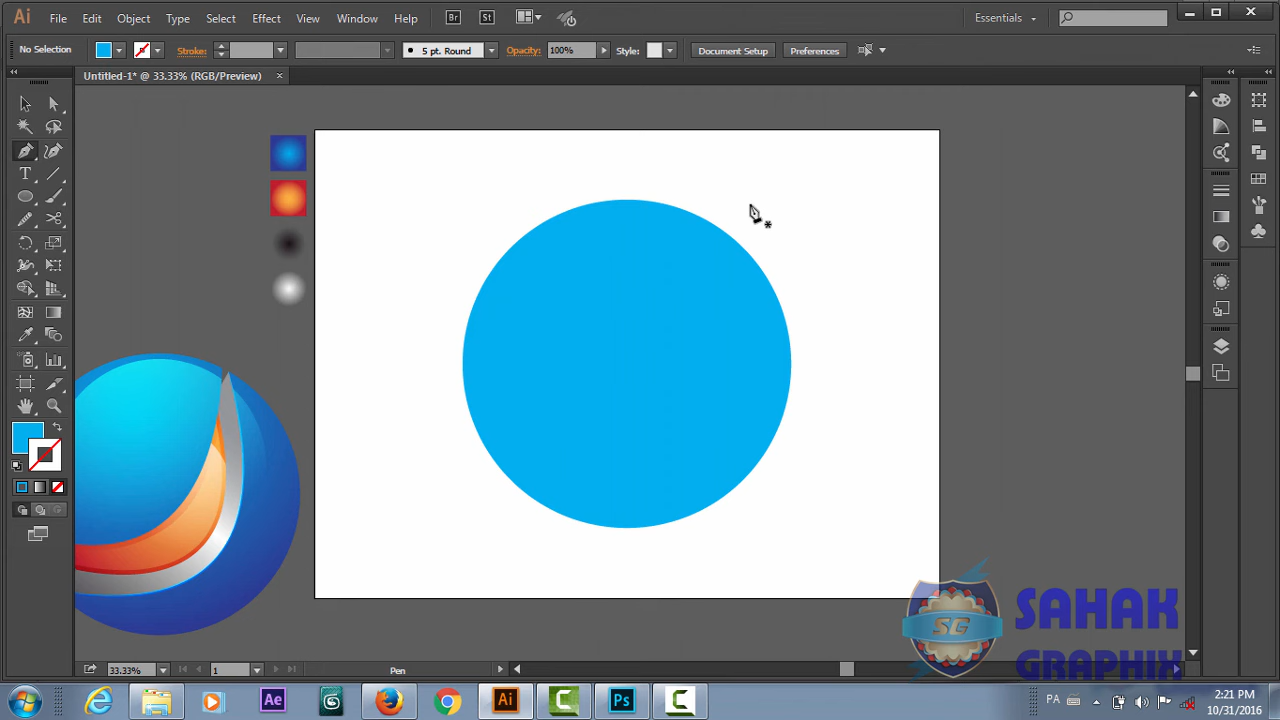 Ai File Edit Object Type Select Effect View Window Help Br St Essentials
No Selection Stroke: 5 pt. Round Opacity: 100% Style: Document Setup Preferences
Untitled-1* @ 33.33% (RGB/Preview)
SG
SAHAK
GRAPHIX
33.33% 1 Pen
Ae Ai Ps PA 2:21 PM
10/31/2016